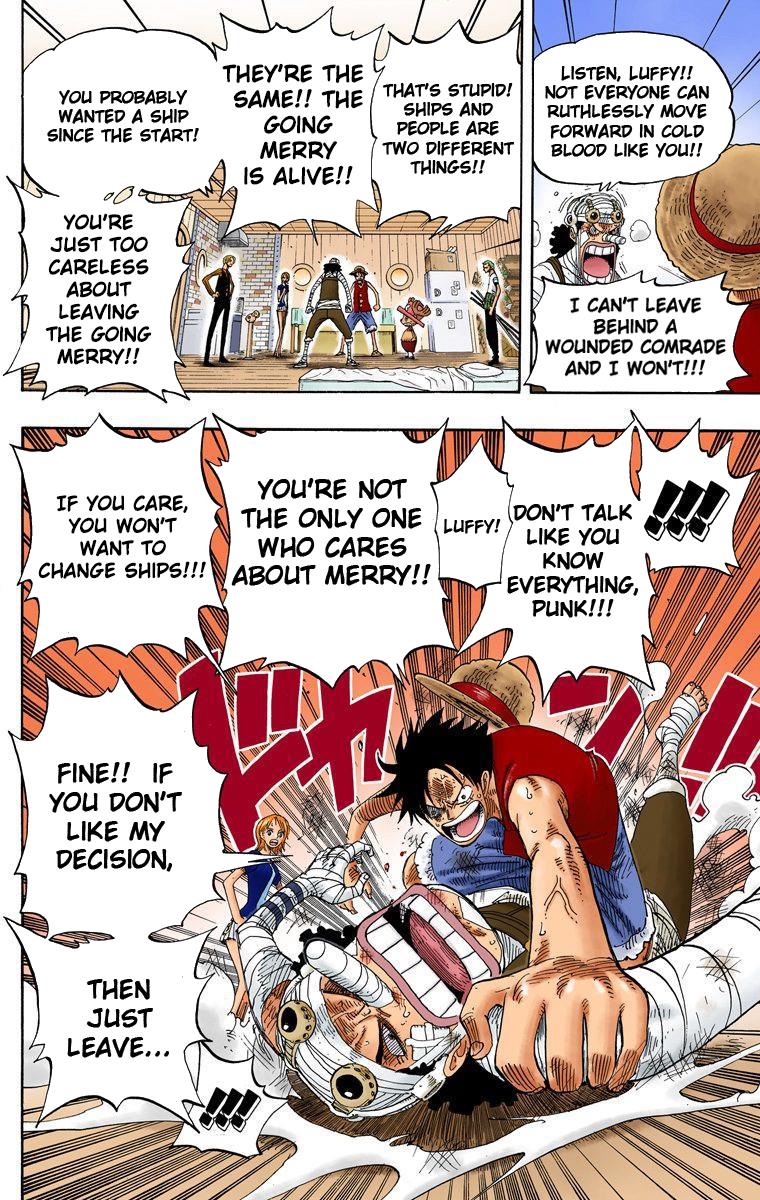 LISTEN, LUFFY!!
NOT EVERYONE CAN
RUTHLESSLY MOVE
FORWARD IN COLD
BLOOD LIKE YOU!!
I CAN'T LEAVE
BEHIND A
WOUNDED COMRADE
AND I WON'T!!!
THAT'S STUPID!
SHIPS AND
PEOPLE ARE
TWO DIFFERENT
THINGS!!
THEY'RE THE
SAME!! THE
GOING
MERRY
IS ALIVE!!
YOU PROBABLY
WANTED A SHIP
SINCE THE START!
YOU'RE
JUST TOO
CARELESS
ABOUT
LEAVING
THE GOING
MERRY!!
!!!
DON'T TALK
LIKE YOU
KNOW
EVERYTHING,
PUNK!!!
LUFFY!
YOU'RE NOT
THE ONLY ONE
WHO CARES
ABOUT MERRY!!
IF YOU CARE,
YOU WON'T
WANT TO
CHANGE SHIPS!!!
ドカン!!
FINE!! IF
YOU DON'T
LIKE MY
DECISION,
THEN
JUST
LEAVE...
!!!